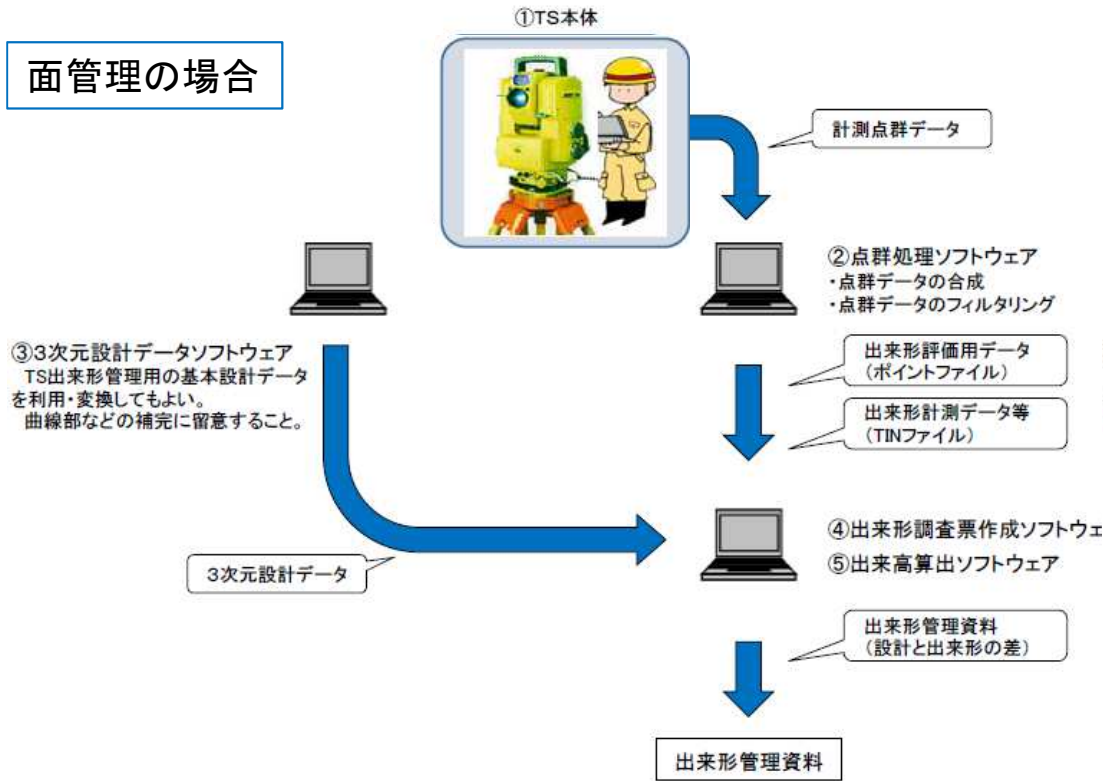 ①TS本体
面管理の場合
計測点群データ
②点群処理ソフトウェア
・点群データの合成
・点群データのフィルタリング
③3次元設計データソフトウェア
TS出来形管理用の基本設計データ
を利用・変換してもよい。
曲線部などの補完に留意すること。
出来形評価用データ
(ポイントファイル)
出来形計測データ等
(TINファイル)
④出来形調査票作成ソフトウェ
⑤出来高算出ソフトウェア
3次元設計データ
出来形管理資料
(設計と出来形の差)
出来形管理資料